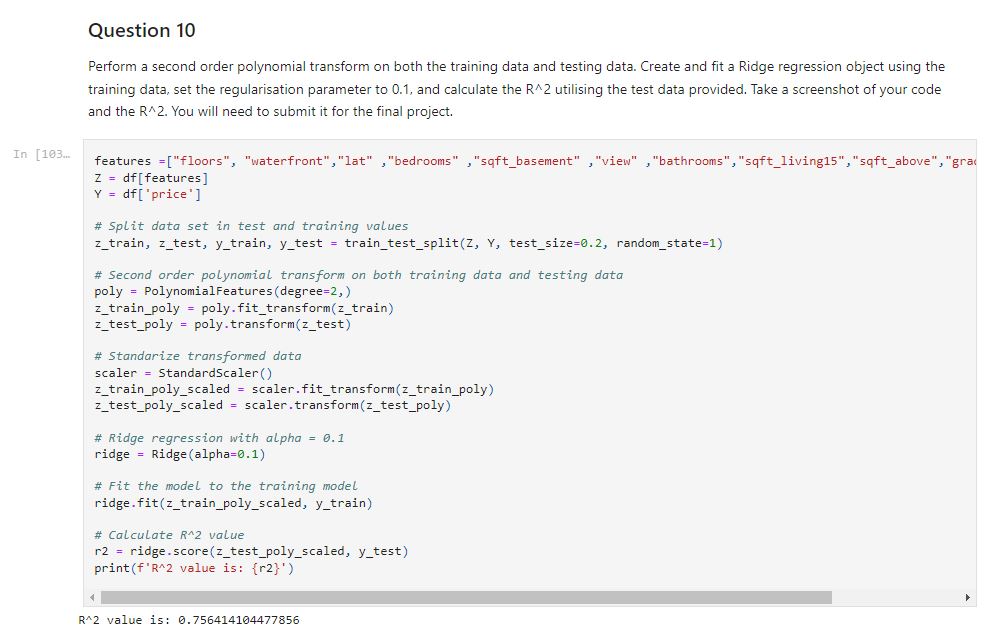 Question 10
Perform a second order polynomial transform on both the training data and testing data. Create and fit a Ridge regression object using the
training data, set the regularisation parameter to 0.1, and calculate the R^2 utilising the test data provided. Take a screenshot of your code
and the R^2. You will need to submit it for the final project.
In [103…
features =["floors", "waterfront","lat" ,"bedrooms" ,"sqft_basement" ,"view" ,"bathrooms","sqft_living15","sqft_above","grad
Z = df[features]
Y = df['price']
# Split data set in test and training values
z_train, z_test, y_train, y_test = train_test_split(Z, Y, test_size=0.2, random_state=1)
# Second order polynomial transform on both training data and testing data
poly = PolynomialFeatures(degree=2,)
z_train_poly = poly.fit_transform(z_train)
z_test_poly = poly.transform(z_test)
# Standarize transformed data
scaler = StandardScaler()
z_train_poly_scaled = scaler.fit_transform(z_train_poly)
z_test_poly_scaled = scaler.transform(z_test_poly)
# Ridge regression with alpha = 0.1
ridge = Ridge(alpha=0.1)
# Fit the model to the training model
ridge.fit(z_train_poly_scaled, y_train)
# Calculate R^2 value
r2 = ridge.score(z_test_poly_scaled, y_test)
print(f'R^2 value is: {r2}')
R^2 value is: 0.756414104477856